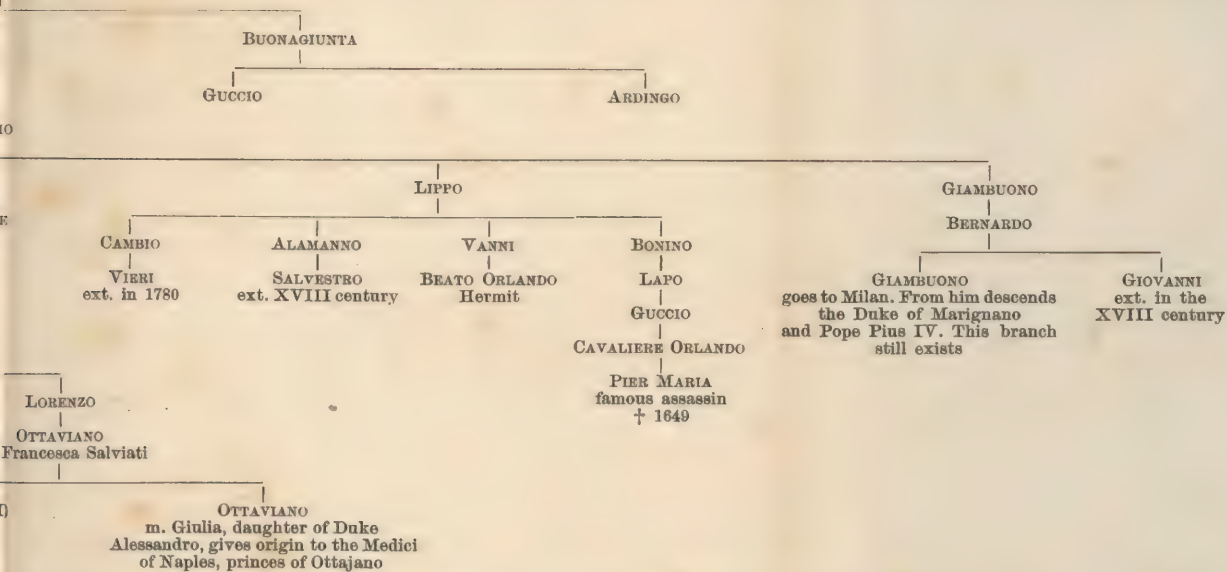 BUONAGIUNTA
GUCCIO
ARDINGO
IO
LIPPO
GIAMBUONO
E
BERNARDO
CAMBIO
ALAMANNO
VANNI
BONINO
VIERI
ext. in 1780
SALVESTRO
ext. XVIII century
BEATO ORLANDO
Hermit
LAPO
GIAMBUONO
goes to Milan. From him descends
the Duke of Marignano
and Pope Pius IV. This branch
still exists
GIOVANNI
ext. in the
XVIII century
GUCCIO
CAVALIERE ORLANDO
PIER MARIA
famous assassin
† 1649
LORENZO
OTTAVIANO
Francesca Salviati
OTTAVIANO
m. Giulia, daughter of Duke
Alessandro, gives origin to the Medici
of Naples, princes of Ottajano